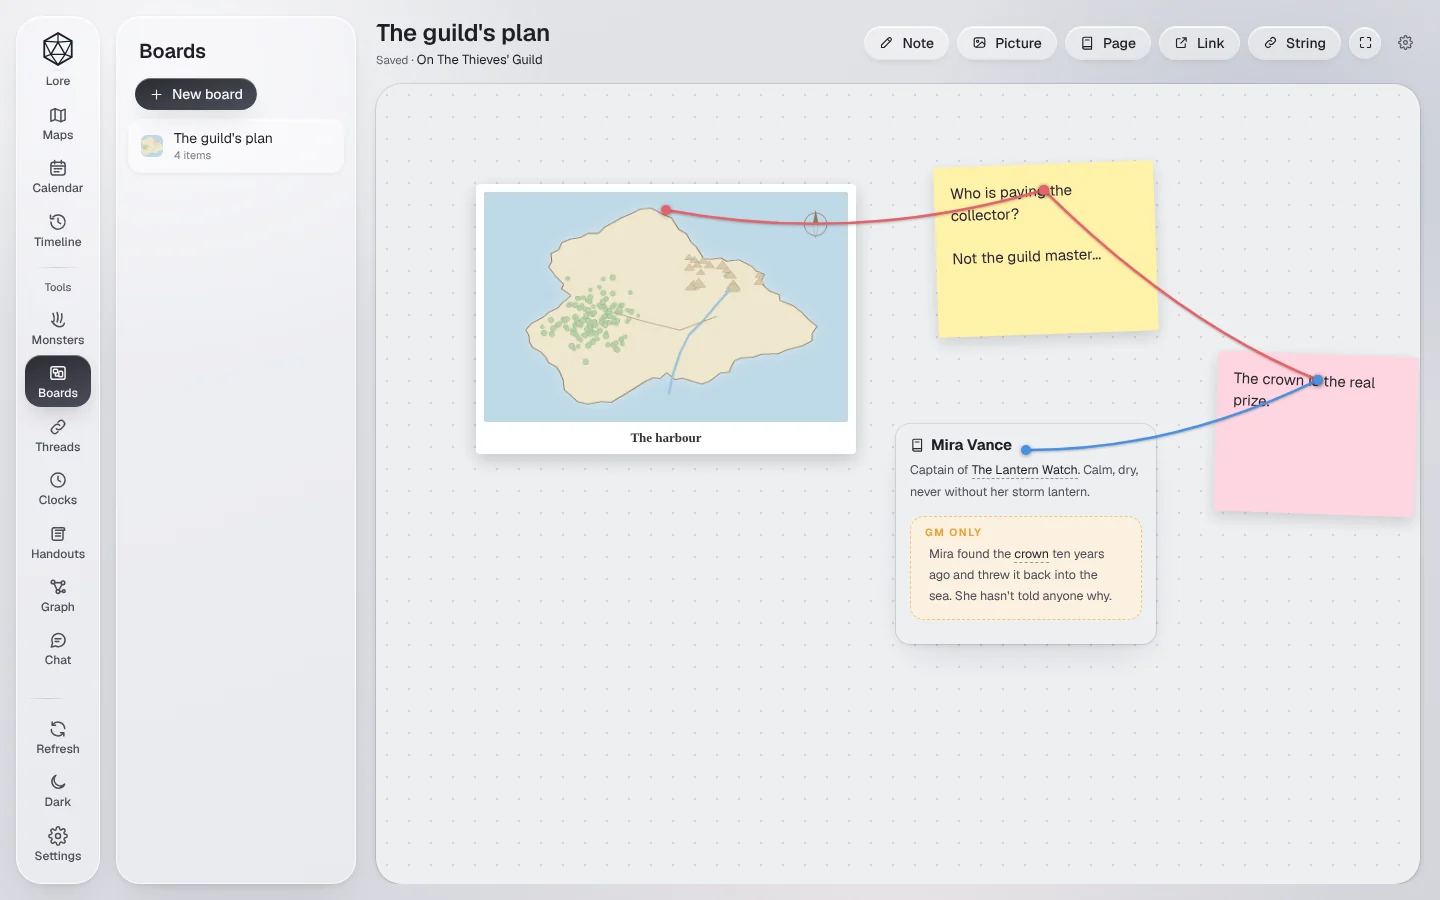 Lore
Maps
Calendar
Timeline
Tools
Monsters
Boards
Threads
Clocks
Handouts
Graph
Chat
Refresh
Dark
Settings
Boards
New board
The guild's plan
4 items
The guild's plan
Saved · On The Thieves' Guild
Note
Picture
Page
Link
String
The harbour
Who is paying the
collector?
Not the guild master...
The crown is the real
prize.
Mira Vance
Captain of The Lantern Watch. Calm, dry,
never without her storm lantern.
GM ONLY
Mira found the crown ten years
ago and threw it back into the
sea. She hasn't told anyone why.